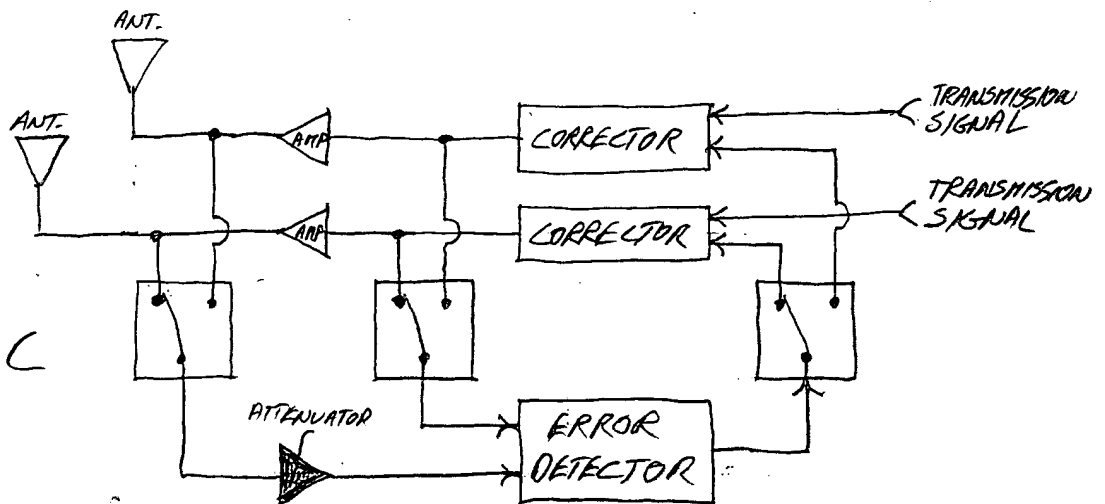 ANT.
ANT.
AMP
CORRECTOR
TRANSMISSION
SIGNAL
AMP
CORRECTOR
TRANSMISSION
SIGNAL
C
ATTENUATOR
ERROR
DETECTOR